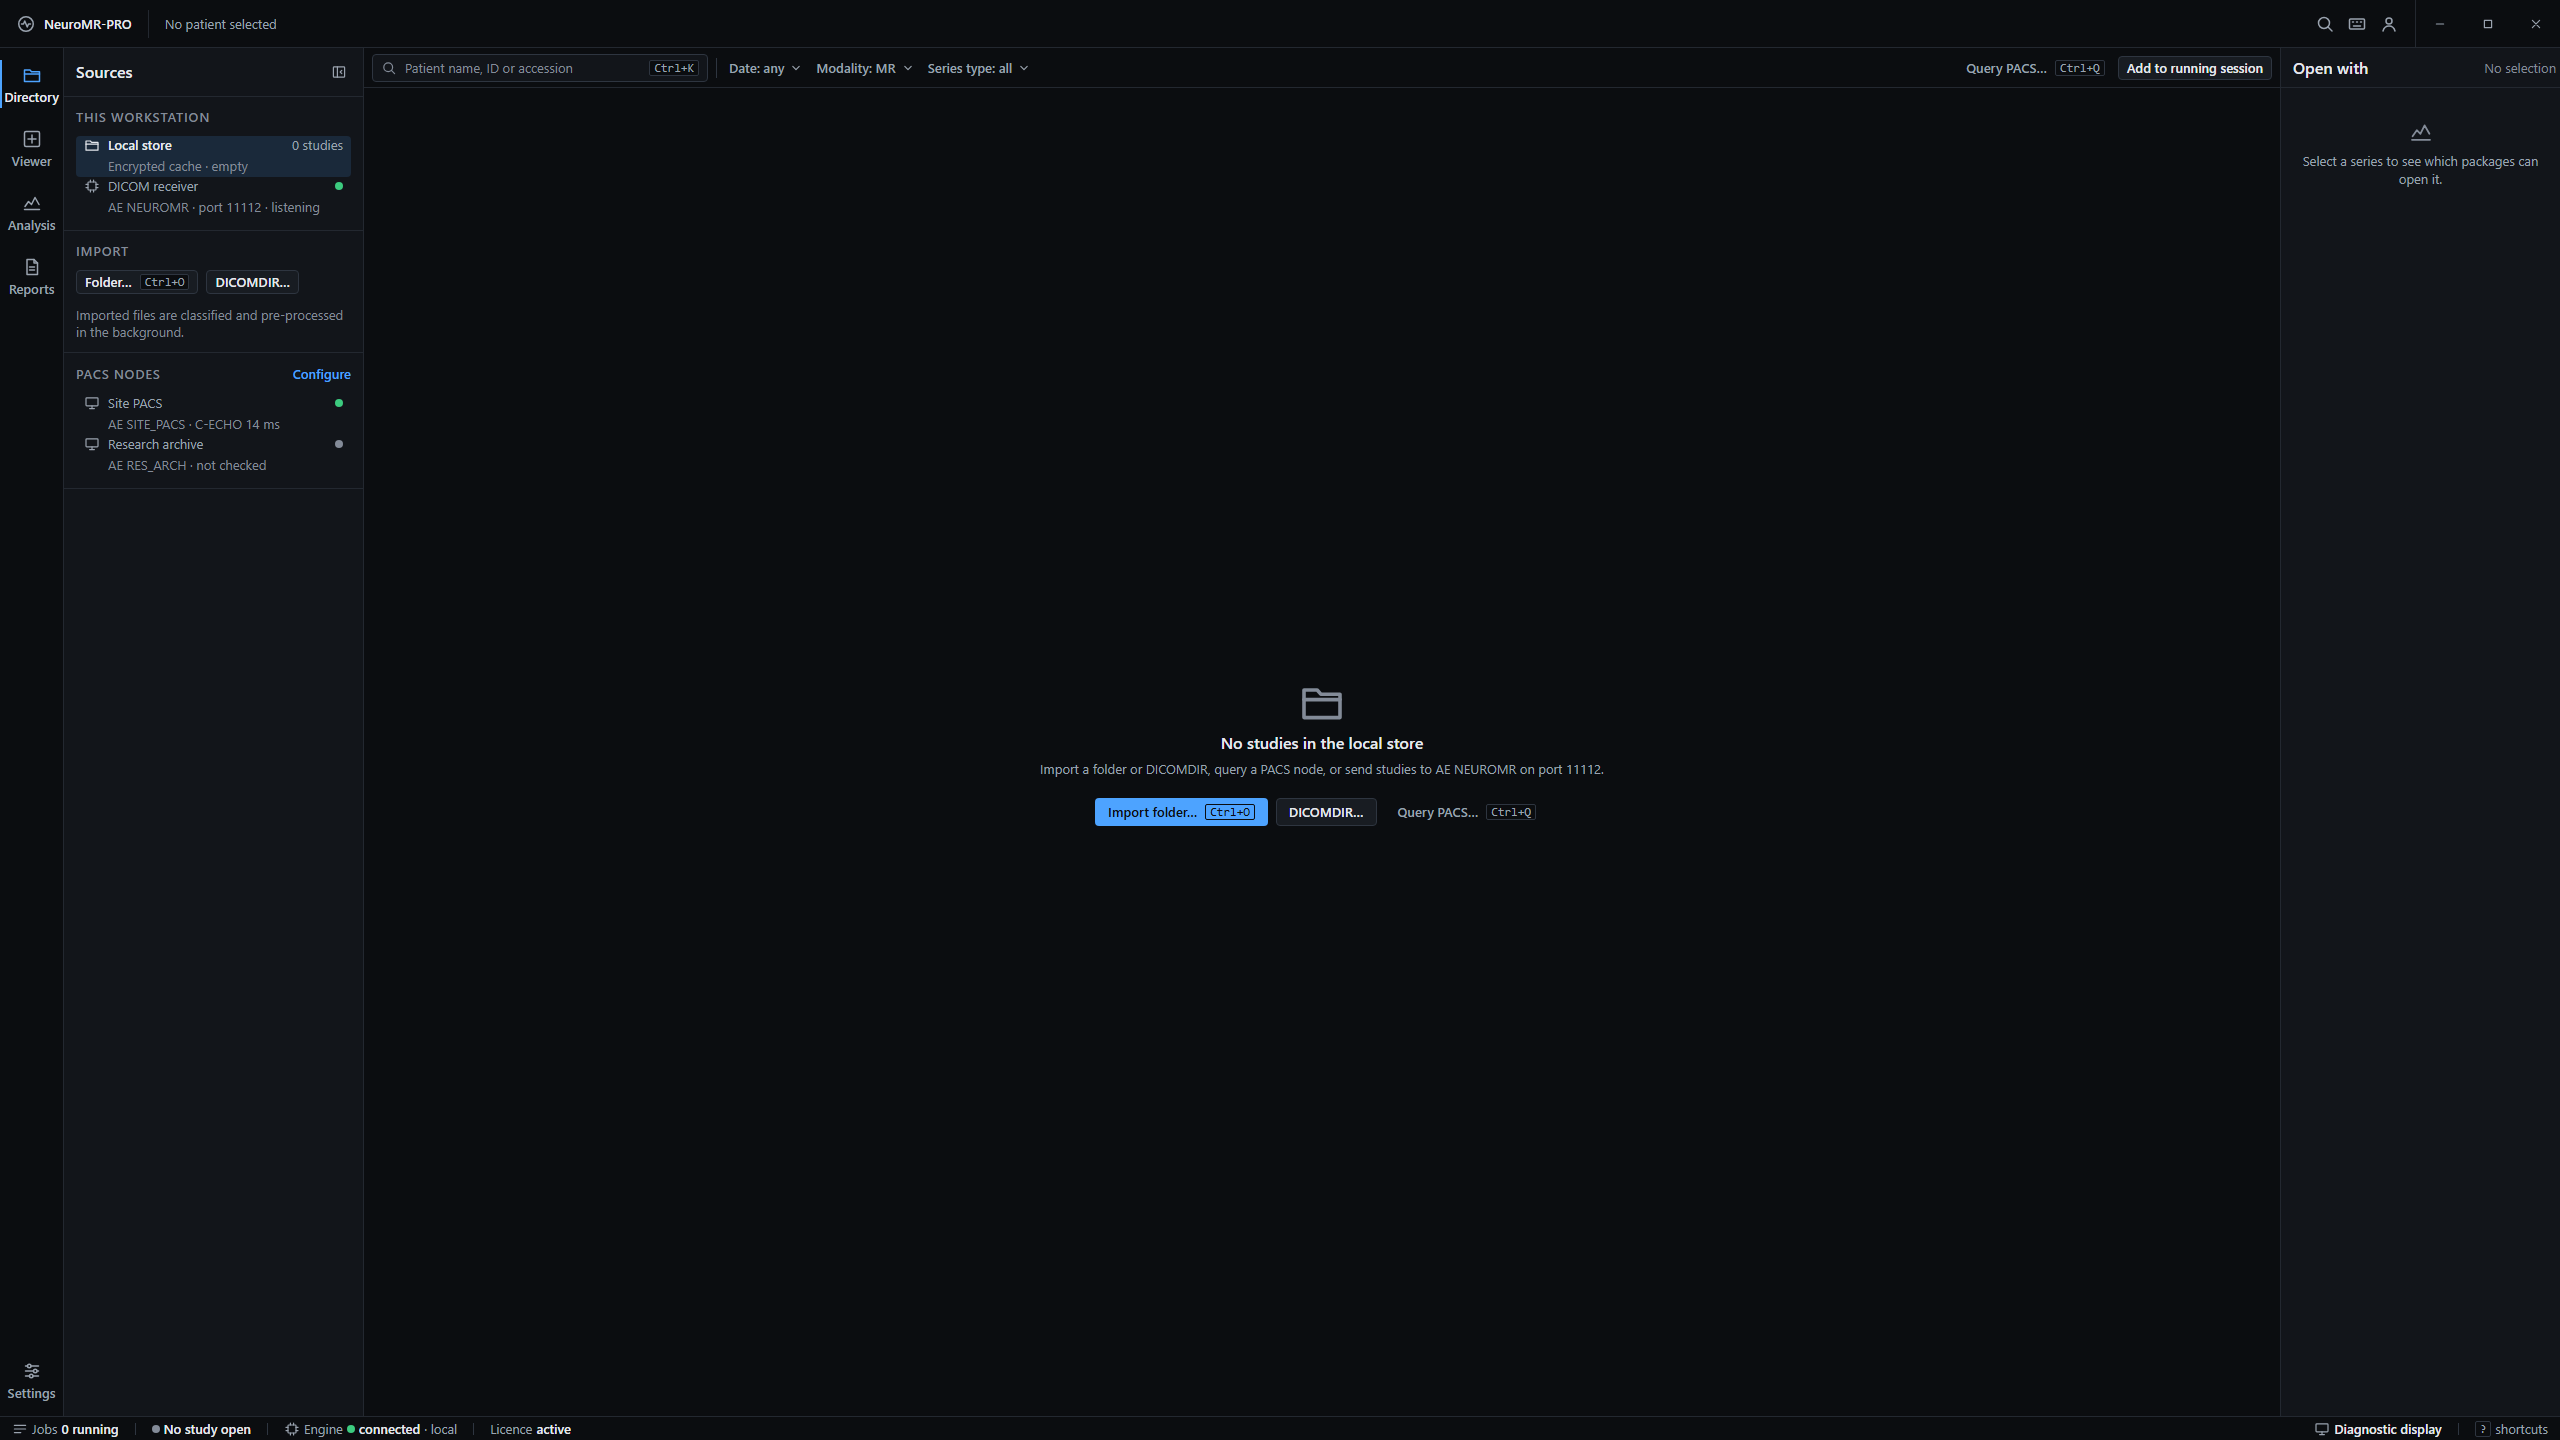 NeuroMR-PRO
No patient selected
Directory
Viewer
Analysis
Reports
Settings
Sources
THIS WORKSTATION
Local store 0 studies
Encrypted cache · empty
DICOM receiver
AE NEUROMR · port 11112 · listening
IMPORT
Folder... Ctrl+O DICOMDIR...
Imported files are classified and pre-processed
in the background.
PACS NODES Configure
Site PACS
AE SITE_PACS · C-ECHO 14 ms
Research archive
AE RES_ARCH · not checked
Patient name, ID or accession Ctrl+K Date: any Modality: MR Series type: all Query PACS... Ctrl+Q Add to running session
No studies in the local store
Import a folder or DICOMDIR, query a PACS node, or send studies to AE NEUROMR on port 11112.
Import folder... Ctrl+O DICOMDIR... Query PACS... Ctrl+Q
Open with No selection
Select a series to see which packages can
open it.
Jobs 0 running No study open Engine connected · local Licence active Diagnostic display ? shortcuts